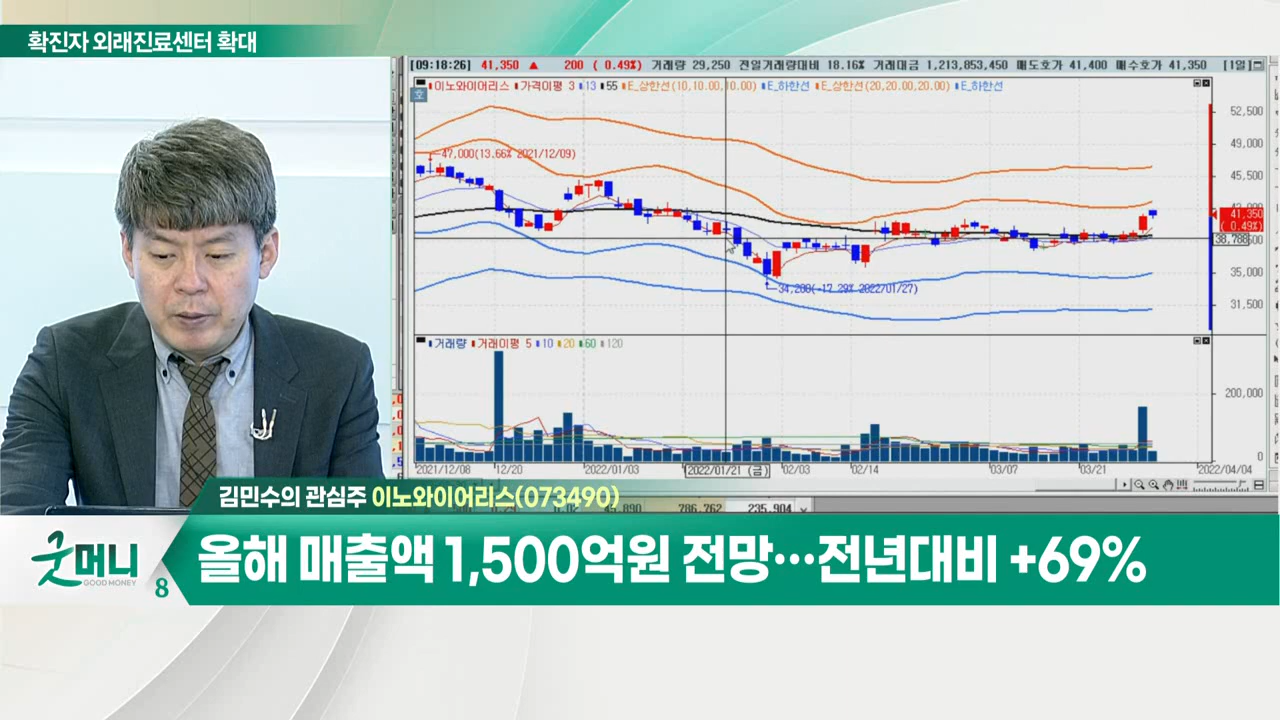 확진자 외래진료센터 확대
[09:18:26] 41,350 ▲ 200 ( 0.49%) 거래량 29,250 전일거래량대비 18.16% 거래대금 1,213,853,450 매도호가 41,400 매수호가 41,350 [1일]
이노와이어리스 가격이평 3 13 55 E_상한선(10,10.00,10.00) E_하한선 E_상한선(20,20.00,20.00) E_하한선
52,500
49,000
47,000(13.66% 2021/12/09)
45,500
41,350
( 0.49%)
38,788
35,000
34,200(-17.29% 2022/01/27)
31,500
거래량 거래이평 5 10 20 60 120
200,000
0
2021/12/08 12/20 2022/01/03 2022/01/21 (금) 02/03 02/14 03/07 03/21 2022/04/04
786,762 235,904
김민수의 관심주 이노와이어리스(073490)
굿머니
GOOD MONEY
8
올해 매출액 1,500억원 전망···전년대비 +69%